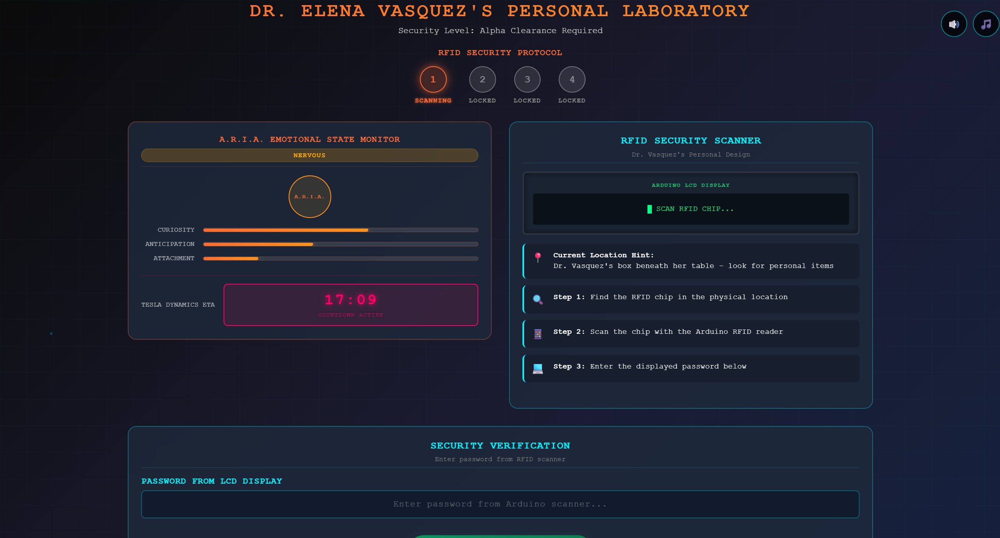 DR. ELENA VASQUEZ'S PERSONAL LABORATORY
Security Level: Alpha Clearance Required
RFID SECURITY PROTOCOL
1
2
3
4
SCANNING
LOCKED
LOCKED
LOCKED
A.R.I.A. EMOTIONAL STATE MONITOR
NERVOUS
A.R.I.A.
CURIOSITY
ANTICIPATION
ATTACHMENT
TESLA DYNAMICS ETA
17:09
COUNTDOWN ACTIVE
RFID SECURITY SCANNER
Dr. Vasquez's Personal Design
ARDUINO LCD DISPLAY
SCAN RFID CHIP...
Current Location Hint:
Dr. Vasquez's box beneath her table – look for personal items
Step 1: Find the RFID chip in the physical location
Step 2: Scan the chip with the Arduino RFID reader
Step 3: Enter the displayed password below
SECURITY VERIFICATION
Enter password from RFID scanner
PASSWORD FROM LCD DISPLAY
Enter password from Arduino scanner...